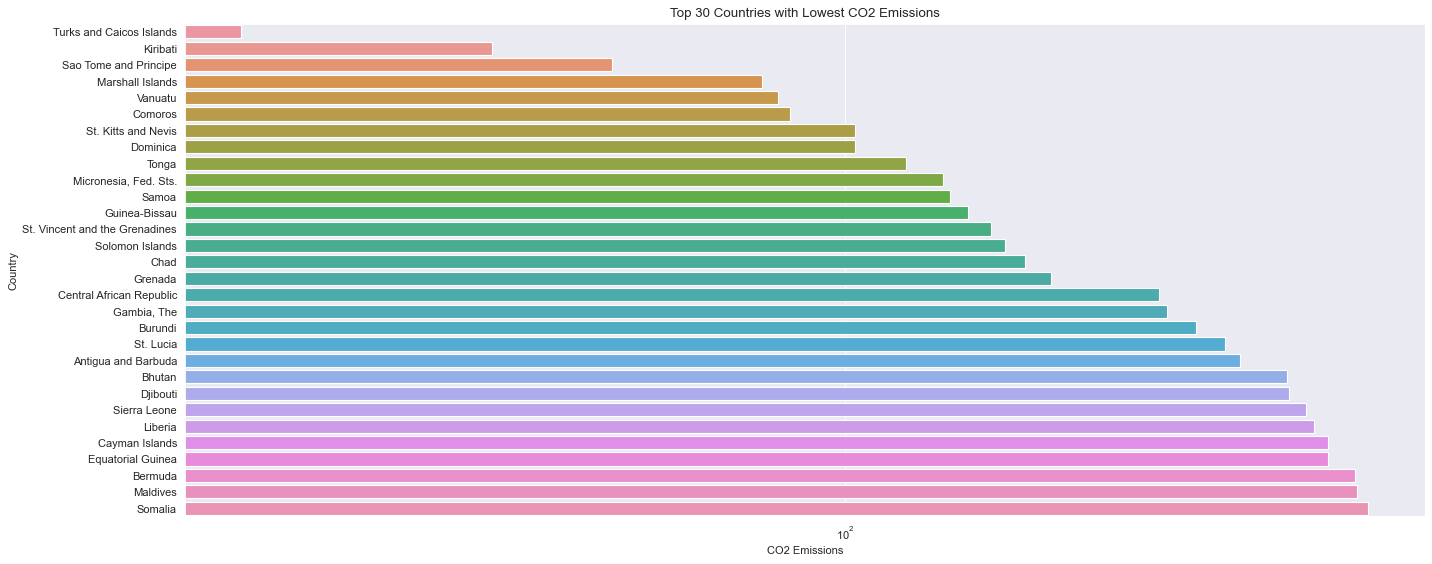 Top 30 Countries with Lowest CO2 Emissions
Country
Turks and Caicos Islands
Kiribati
Sao Tome and Principe
Marshall Islands
Vanuatu
Comoros
St. Kitts and Nevis
Dominica
Tonga
Micronesia, Fed. Sts.
Samoa
Guinea-Bissau
St. Vincent and the Grenadines
Solomon Islands
Chad
Grenada
Central African Republic
Gambia, The
Burundi
St. Lucia
Antigua and Barbuda
Bhutan
Djibouti
Sierra Leone
Liberia
Cayman Islands
Equatorial Guinea
Bermuda
Maldives
Somalia
10²
CO2 Emissions